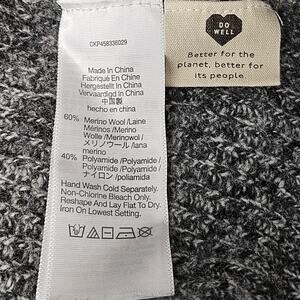 CKP458336029
Made In China
Fabriqué En Chine
Hergestellt In China
Vervaardigd In China
中国製
hecho en china
60% Merino Wool/Laine
Mérinos /Merino
Wolle /Merinowol /
メリノウール /lana
merino
40% Polyamide /Polyamide /
Polyamid /Polyamide /
ナイロン /poliamida
Hand Wash Cold Separately.
Non-Chlorine Bleach Only.
Reshape And Lay Flat To Dry.
Iron On Lowest Setting.
DO
WELL
Better for the
planet, better for
its people.